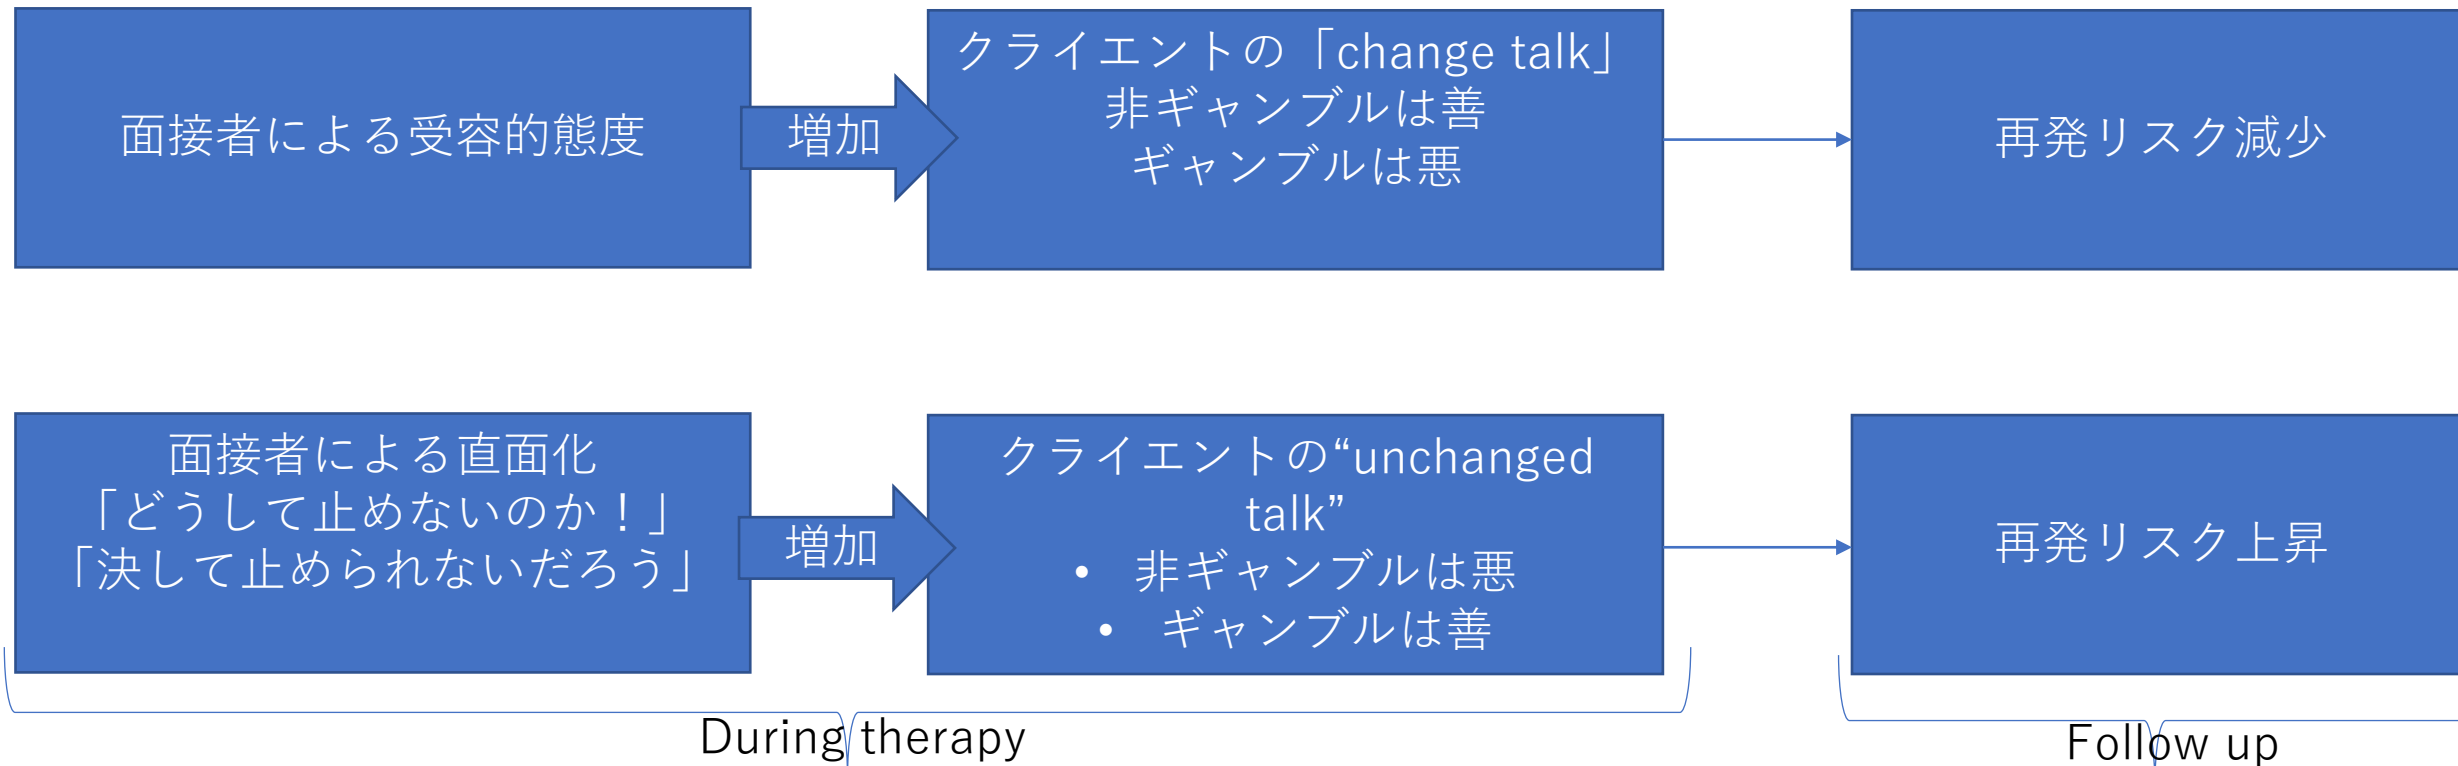 面接者による受容的態度
増加
クライエントの「change talk」
非ギャンブルは善
ギャンブルは悪
再発リスク減少
面接者による直面化
「どうして止めないのか！」
「決して止められないだろう」
増加
クライエントの“unchanged
talk”
• 非ギャンブルは悪
• ギャンブルは善
再発リスク上昇
During therapy
Follow up